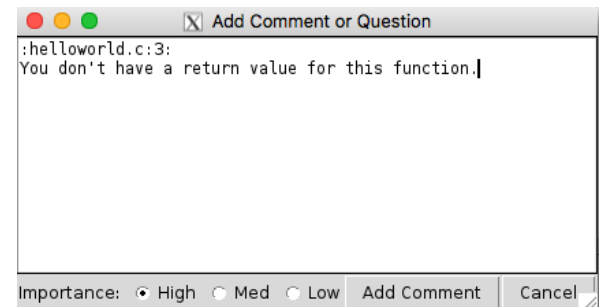 Add Comment or Question
:helloworld.c:3:
You don't have a return value for this function.
Importance: High Med Low Add Comment Cancel